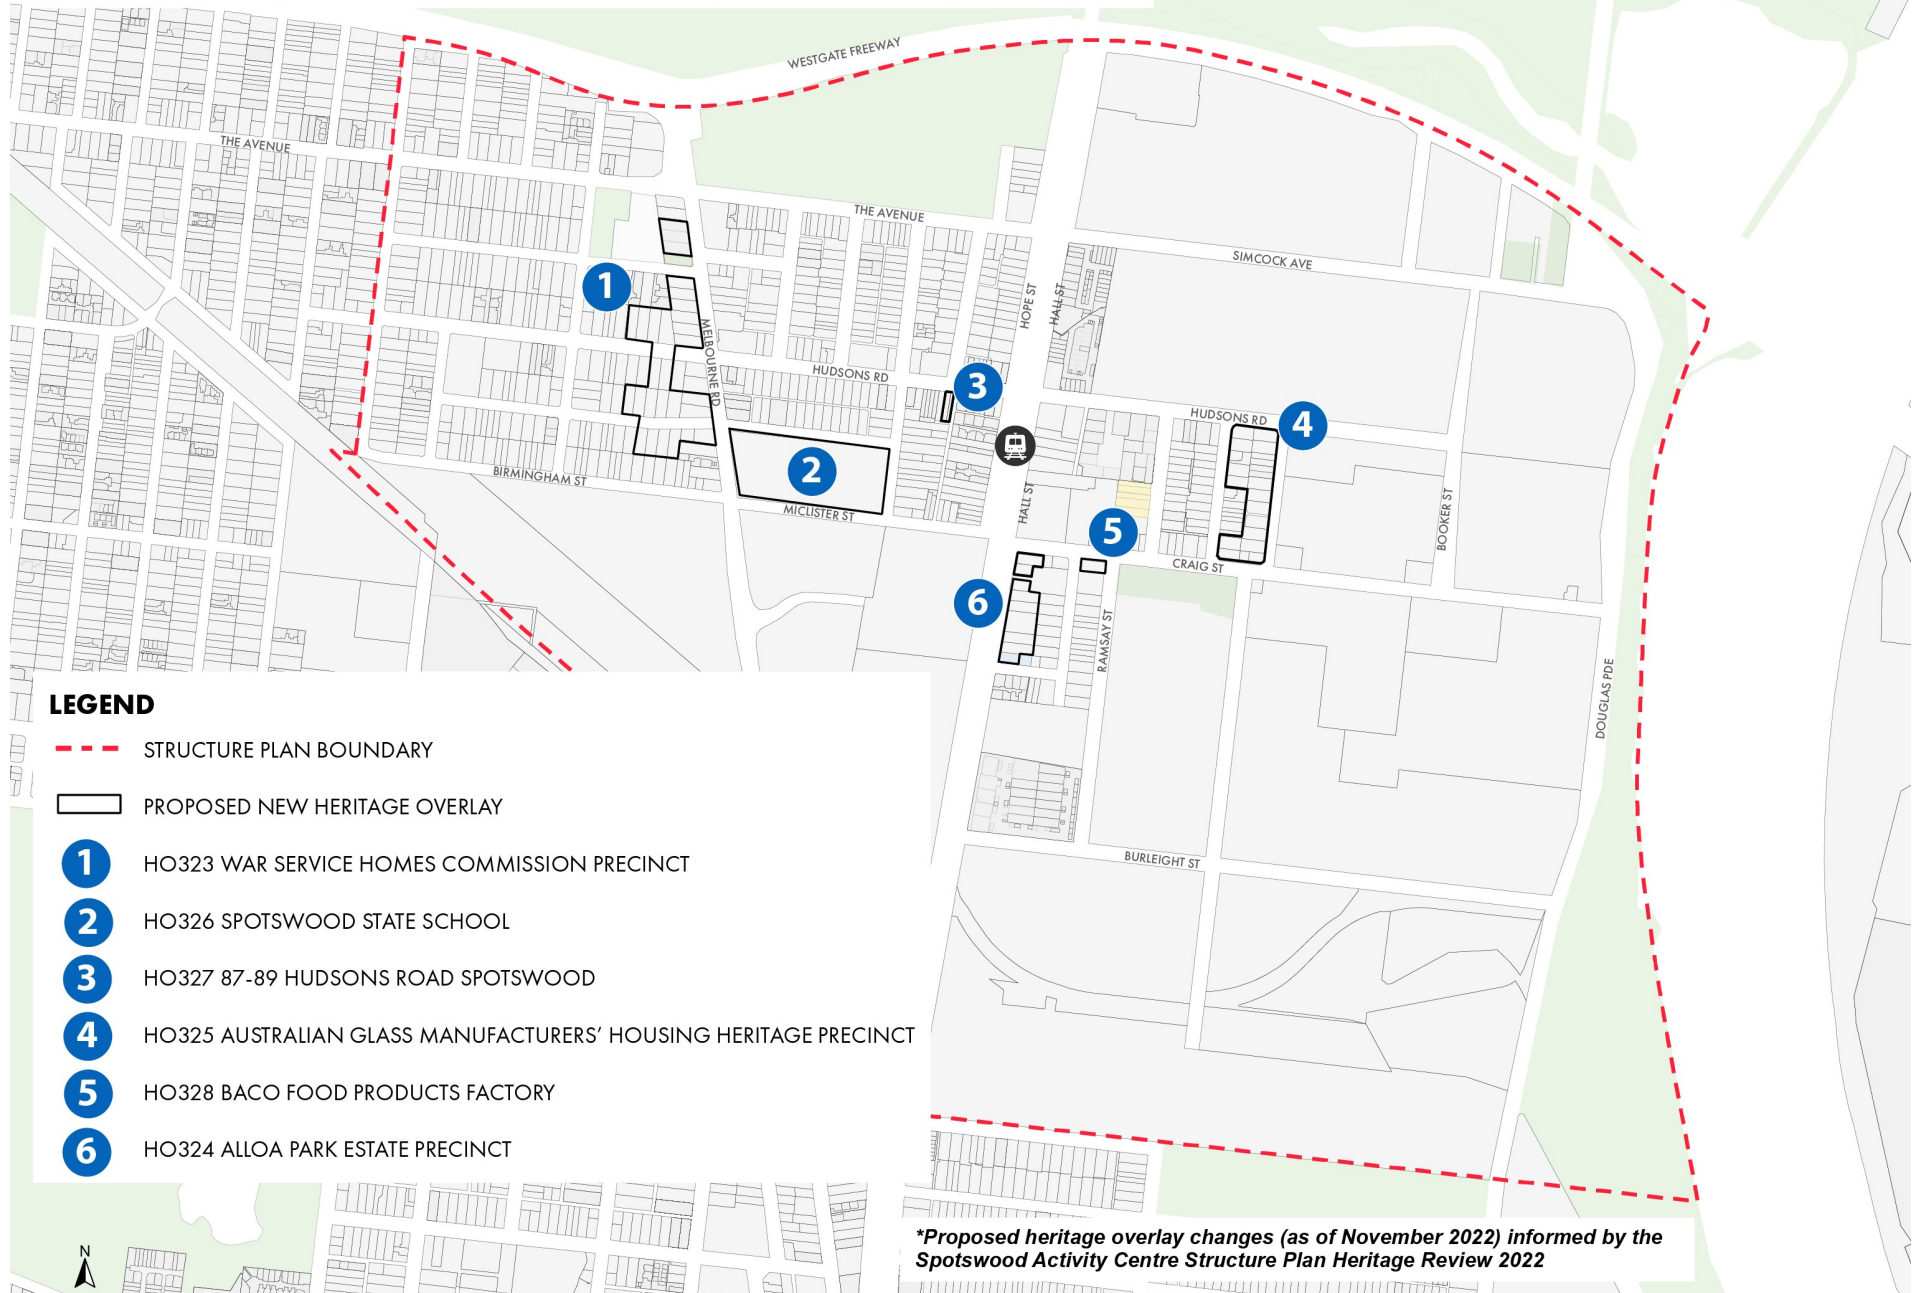 WESTGATE FREEWAY
THE AVENUE
THE AVENUE
SIMCOCK AVE
1
HOPE ST
HALL ST
MELBOURNE RD
HUDSONS RD
3
HUDSONS RD
4
2
BIRMINGHAM ST
MICLISTER ST
HALL ST
5
BOOKER ST
CRAIG ST
6
RAMSAY ST
DOUGLAS PDE
BURLEIGHT ST
LEGEND
STRUCTURE PLAN BOUNDARY
PROPOSED NEW HERITAGE OVERLAY
1 HO323 WAR SERVICE HOMES COMMISSION PRECINCT
2 HO326 SPOTSWOOD STATE SCHOOL
3 HO327 87-89 HUDSONS ROAD SPOTSWOOD
4 HO325 AUSTRALIAN GLASS MANUFACTURERS’ HOUSING HERITAGE PRECINCT
5 HO328 BACO FOOD PRODUCTS FACTORY
6 HO324 ALLOA PARK ESTATE PRECINCT
N
*Proposed heritage overlay changes (as of November 2022) informed by the
Spotswood Activity Centre Structure Plan Heritage Review 2022